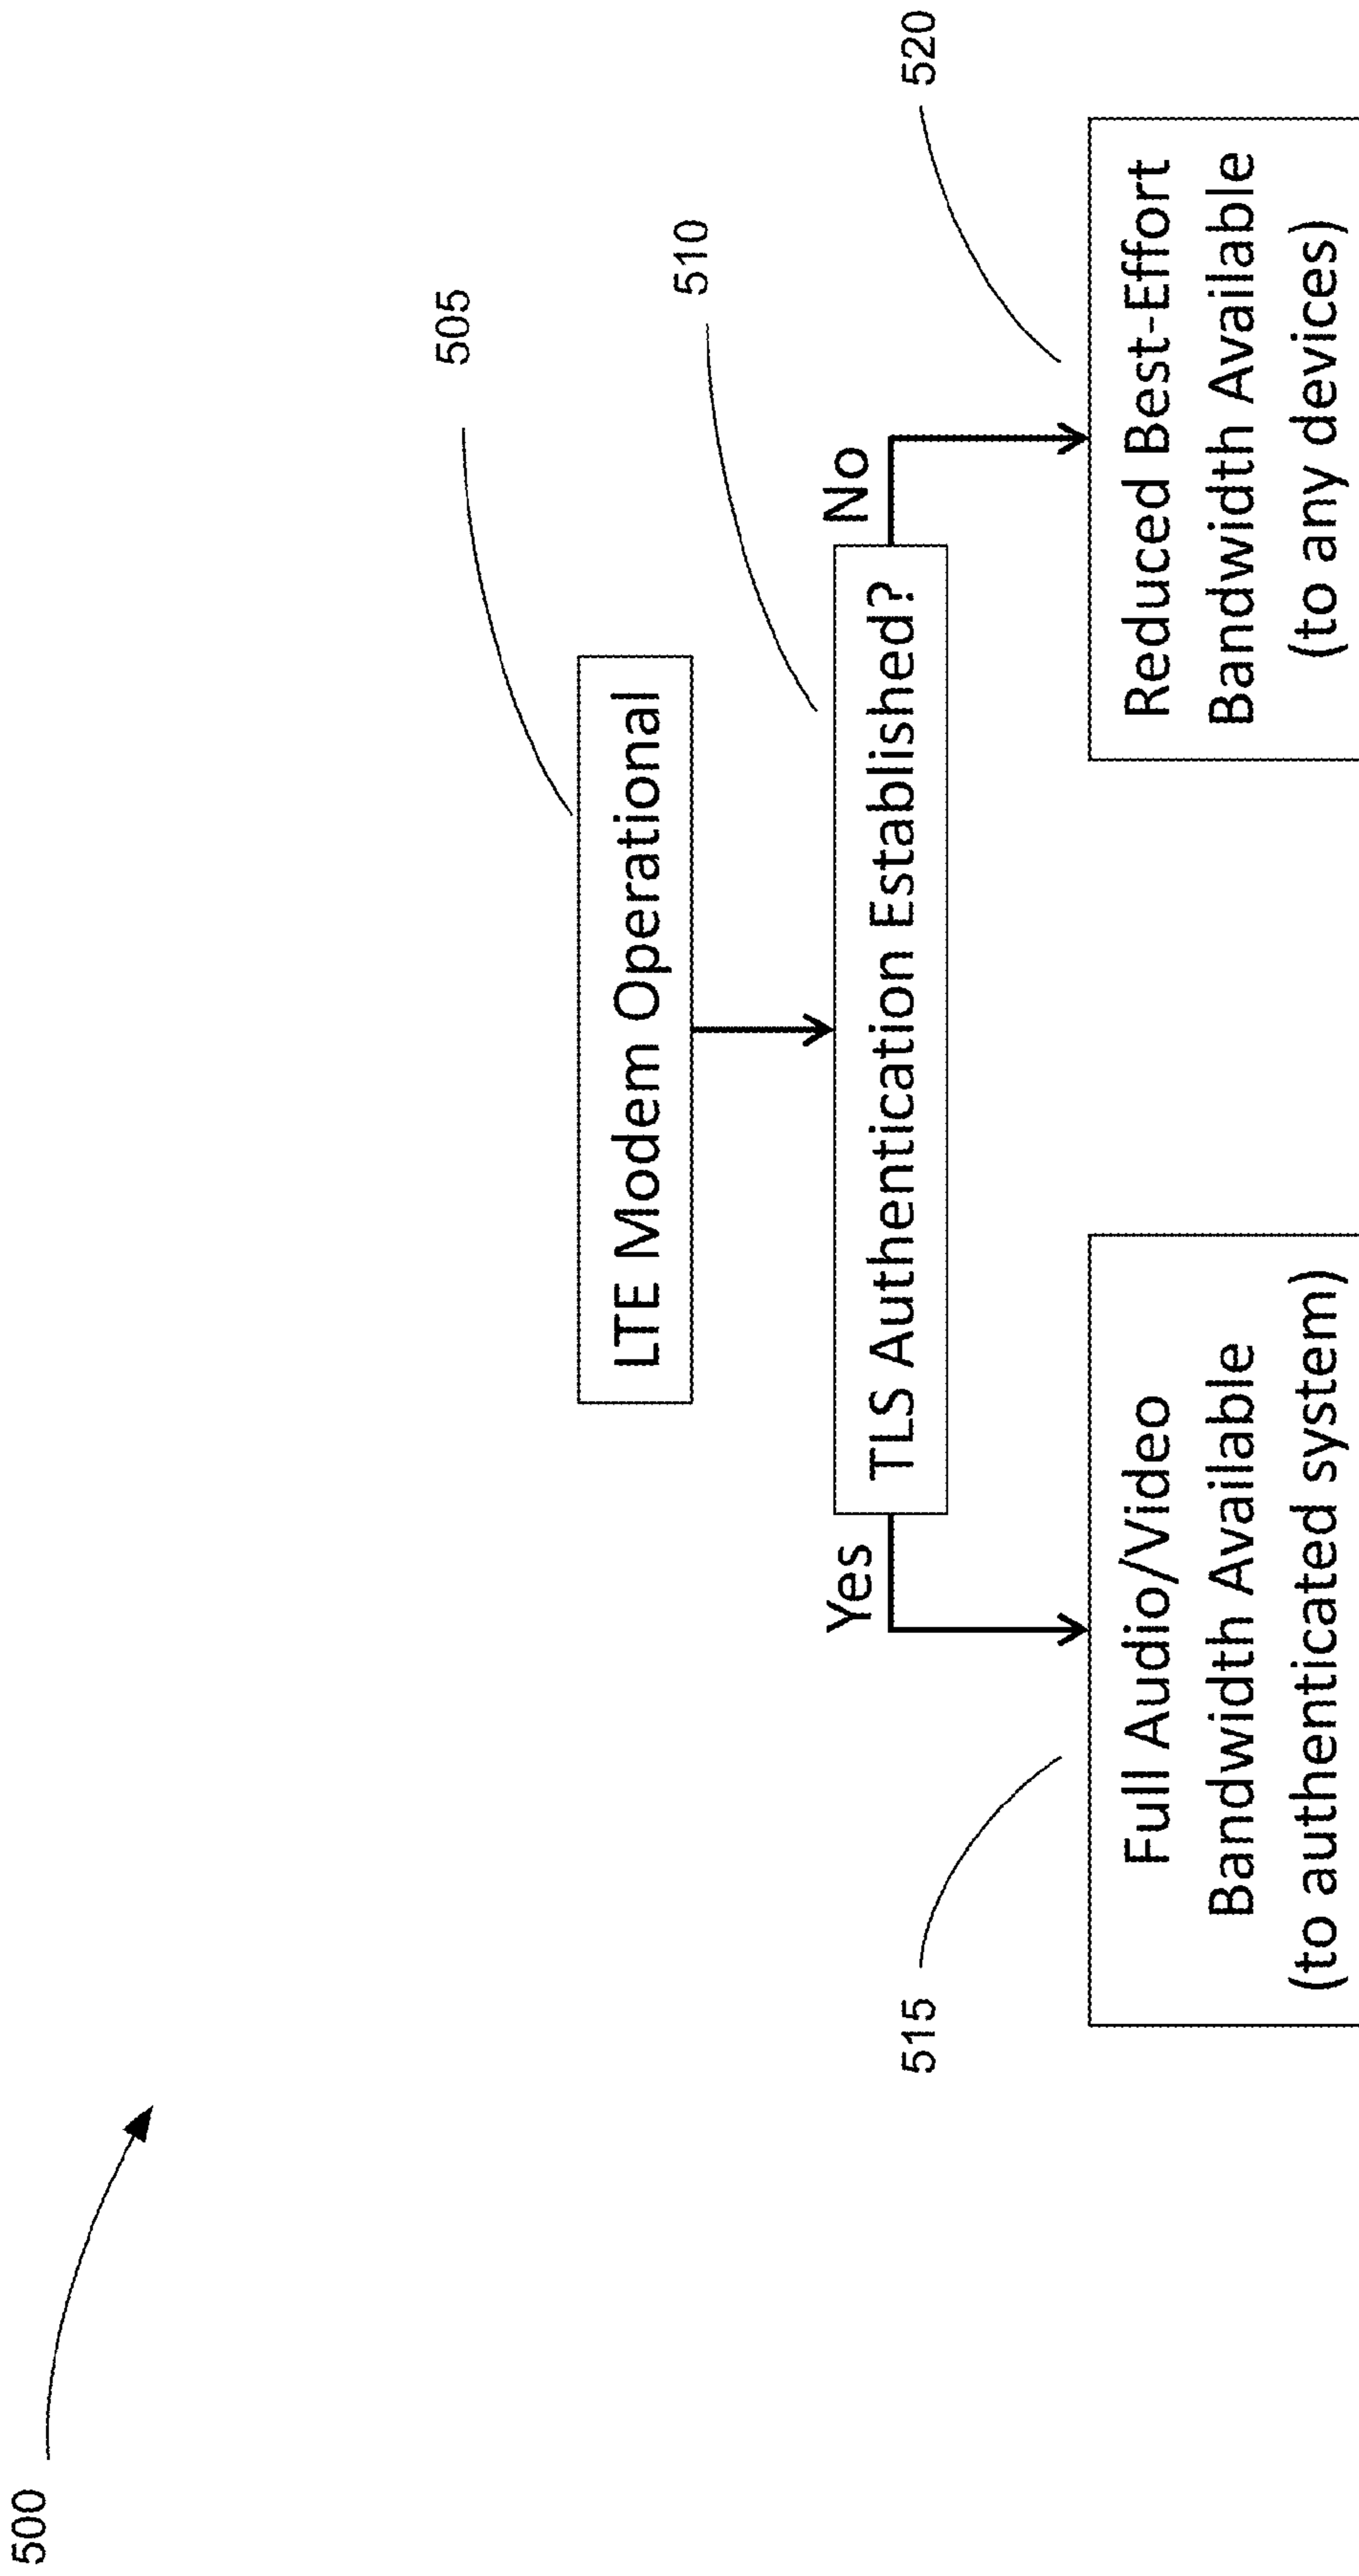 500
505
LTE Modem Operational
510
TLS Authentication Established?
Yes
No
515
520
Full Audio/Video
Bandwidth Available
(to authenticated system)
Reduced Best-Effort
Bandwidth Available
(to any devices)